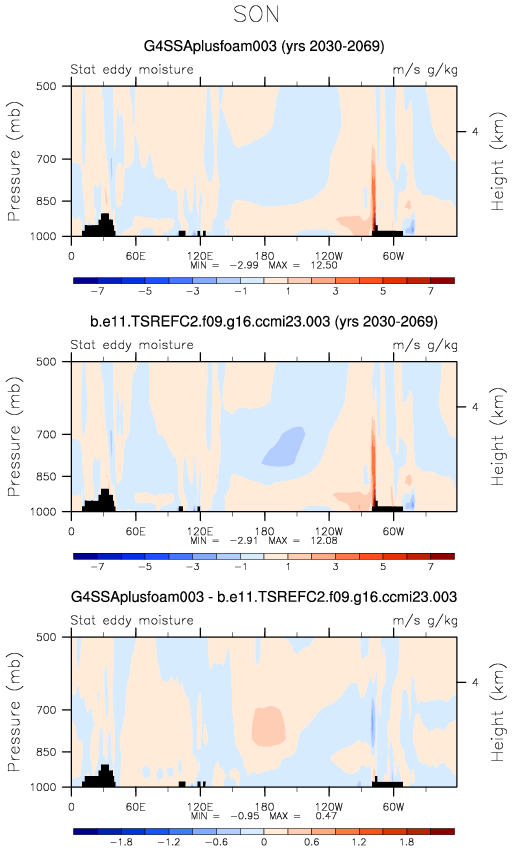 SON
G4SSAplusfoam003 (yrs 2030-2069)
Stat eddy moisture m/s g/kg
500
700
850
1000
Pressure (mb)
4
Height (km)
0 60E 120E 180 120W 60W
MIN = -2.99 MAX = 12.50
-7 -5 -3 -1 1 3 5 7
b.e11.TSREFC2.f09.g16.ccmi23.003 (yrs 2030-2069)
Stat eddy moisture m/s g/kg
500
700
850
1000
Pressure (mb)
4
Height (km)
0 60E 120E 180 120W 60W
MIN = -2.91 MAX = 12.08
-7 -5 -3 -1 1 3 5 7
G4SSAplusfoam003 - b.e11.TSREFC2.f09.g16.ccmi23.003
Stat eddy moisture m/s g/kg
500
700
850
1000
Pressure (mb)
4
Height (km)
0 60E 120E 180 120W 60W
MIN = -0.95 MAX = 0.47
-1.8 -1.2 -0.6 0 0.6 1.2 1.8